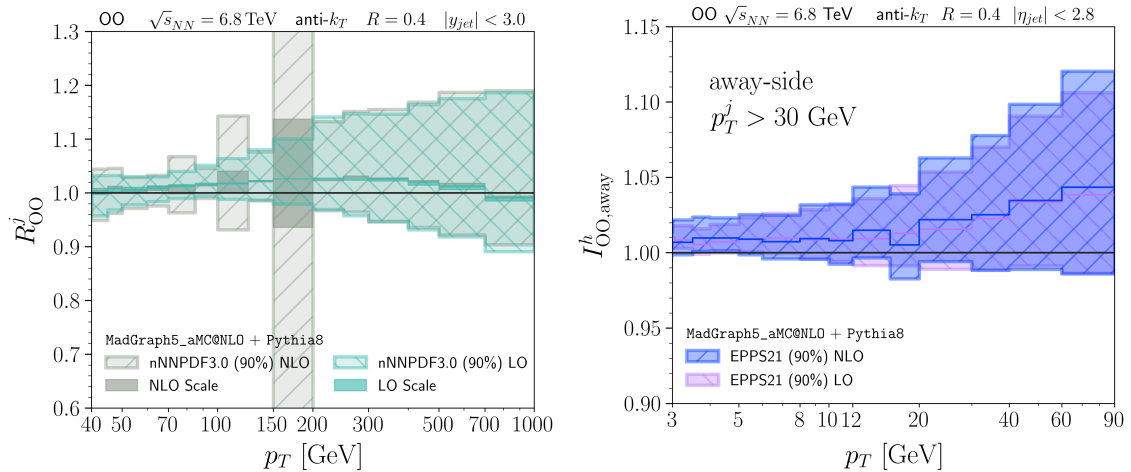 OO √s_NN = 6.8 TeV anti-k_T R = 0.4 |y_jet| < 3.0
1.3
1.2
1.1
1.0
0.9
0.8
0.7
0.6
R^j_OO
MadGraph5_aMC@NLO + Pythia8
nNNPDF3.0 (90%) NLO
nNNPDF3.0 (90%) LO
NLO Scale
LO Scale
40 50 70 100 150 200 300 500 700 1000
p_T [GeV]
OO √s_NN = 6.8 TeV anti-k_T R = 0.4 |η_jet| < 2.8
1.15
1.10
1.05
1.00
0.95
0.90
I^h_OO,away
away-side
p^j_T > 30 GeV
MadGraph5_aMC@NLO + Pythia8
EPPS21 (90%) NLO
EPPS21 (90%) LO
3 5 8 10 12 20 40 60 90
p_T [GeV]